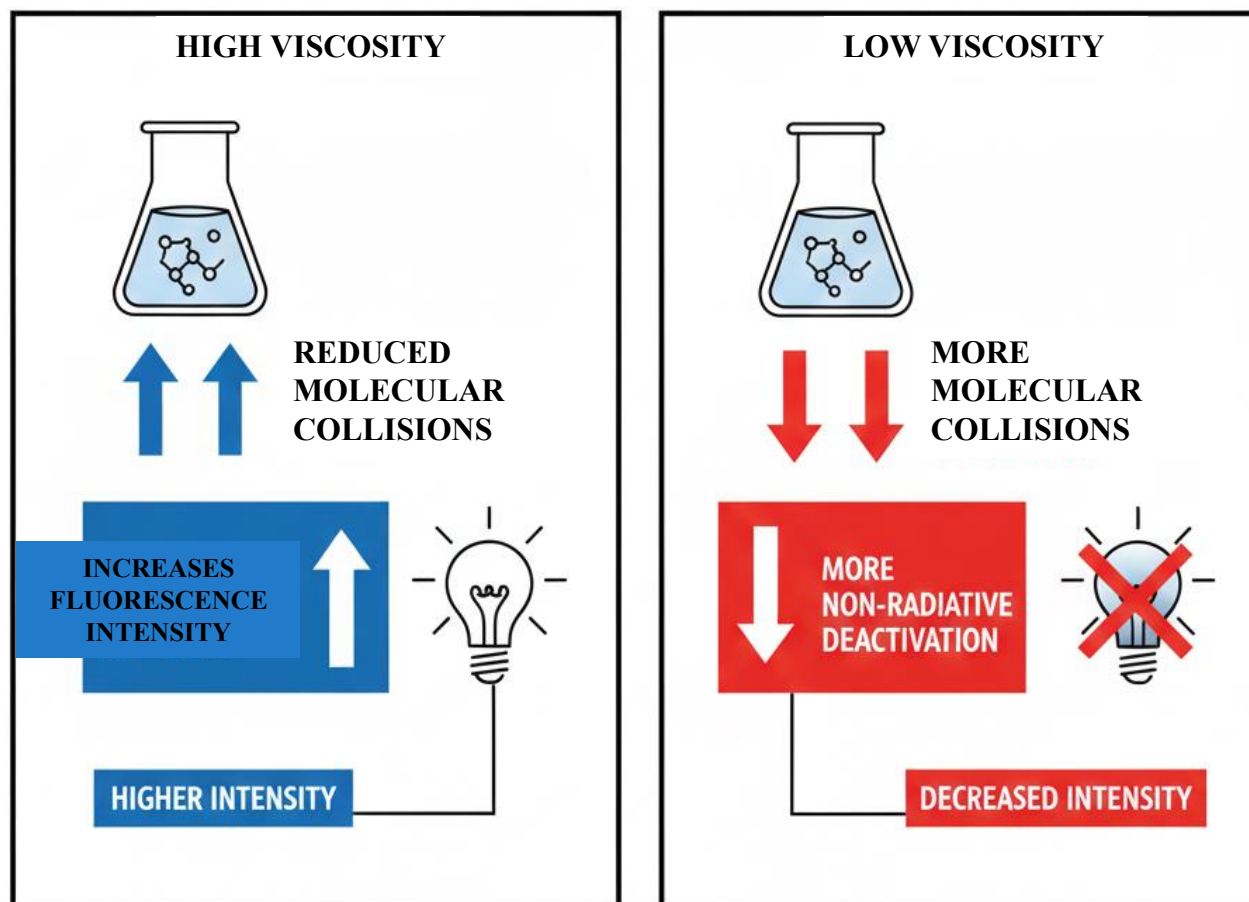 HIGH VISCOSITY
REDUCED
MOLECULAR
COLLISIONS
INCREASES
FLUORESCENCE
INTENSITY
HIGHER INTENSITY
LOW VISCOSITY
MORE
MOLECULAR
COLLISIONS
MORE
NON-RADIATIVE
DEACTIVATION
DECREASED INTENSITY